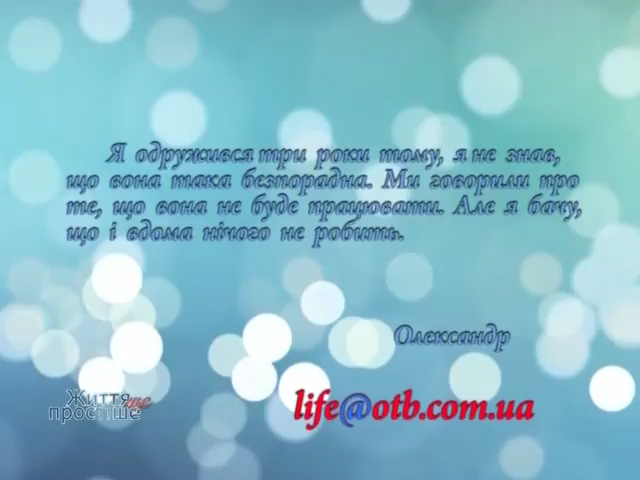 Я одружився три роки тому, я не знав,
що вона така безпорадна. Ми говорили про
те, що вона не буде працювати. Але я бачу,
що і вдома нічого не робить.
Олександр
Життя
простіше
life@otb.com.ua